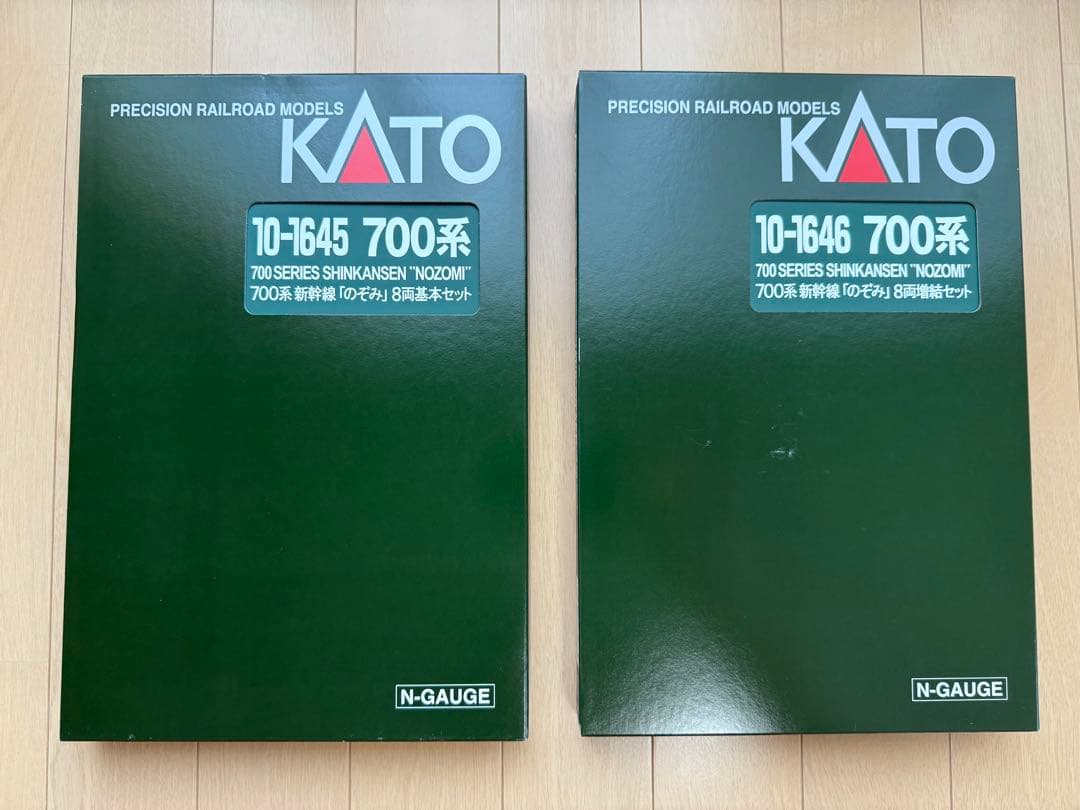 PRECISION RAILROAD MODELS
KATO
10-1645 700系
700 SERIES SHINKANSEN "NOZOMI"
700系 新幹線「のぞみ」8両基本セット
N-GAUGE
PRECISION RAILROAD MODELS
KATO
10-1646 700系
700 SERIES SHINKANSEN "NOZOMI"
700系 新幹線「のぞみ」8両増結セット
N-GAUGE